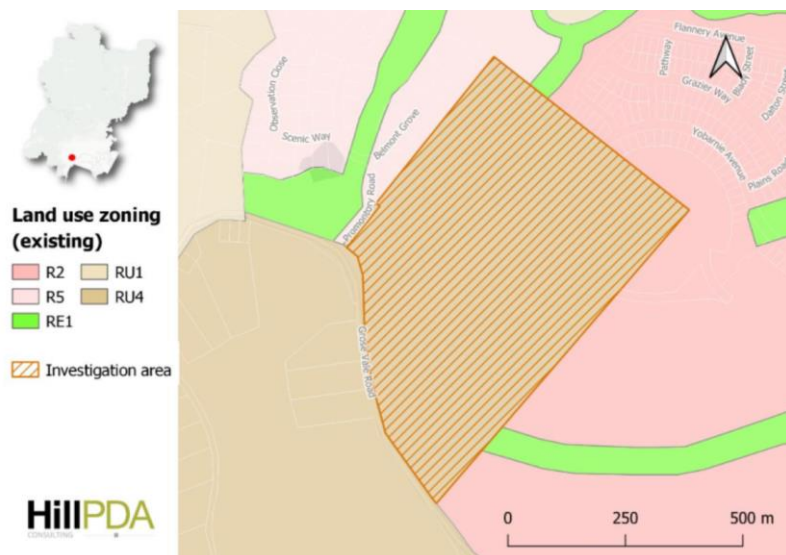 Land use zoning
(existing)
R2
RU1
R5
RU4
RE1
Investigation area
HillPDA
CONSULTING
Observation Close
Scenic Way
Belmont Grove
Promontory Road
Grose Vale Road
Flannery Avenue
Pathway
Grazier Way
Blady Street
Dalton Street
Yobarnie Avenue
Plains Road
0 250 500 m